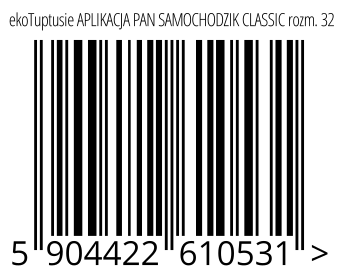 ekoTuptusie APLIKACJA PAN SAMOCHODZIK CLASSIC rozm. 32
5 904422 610531 >